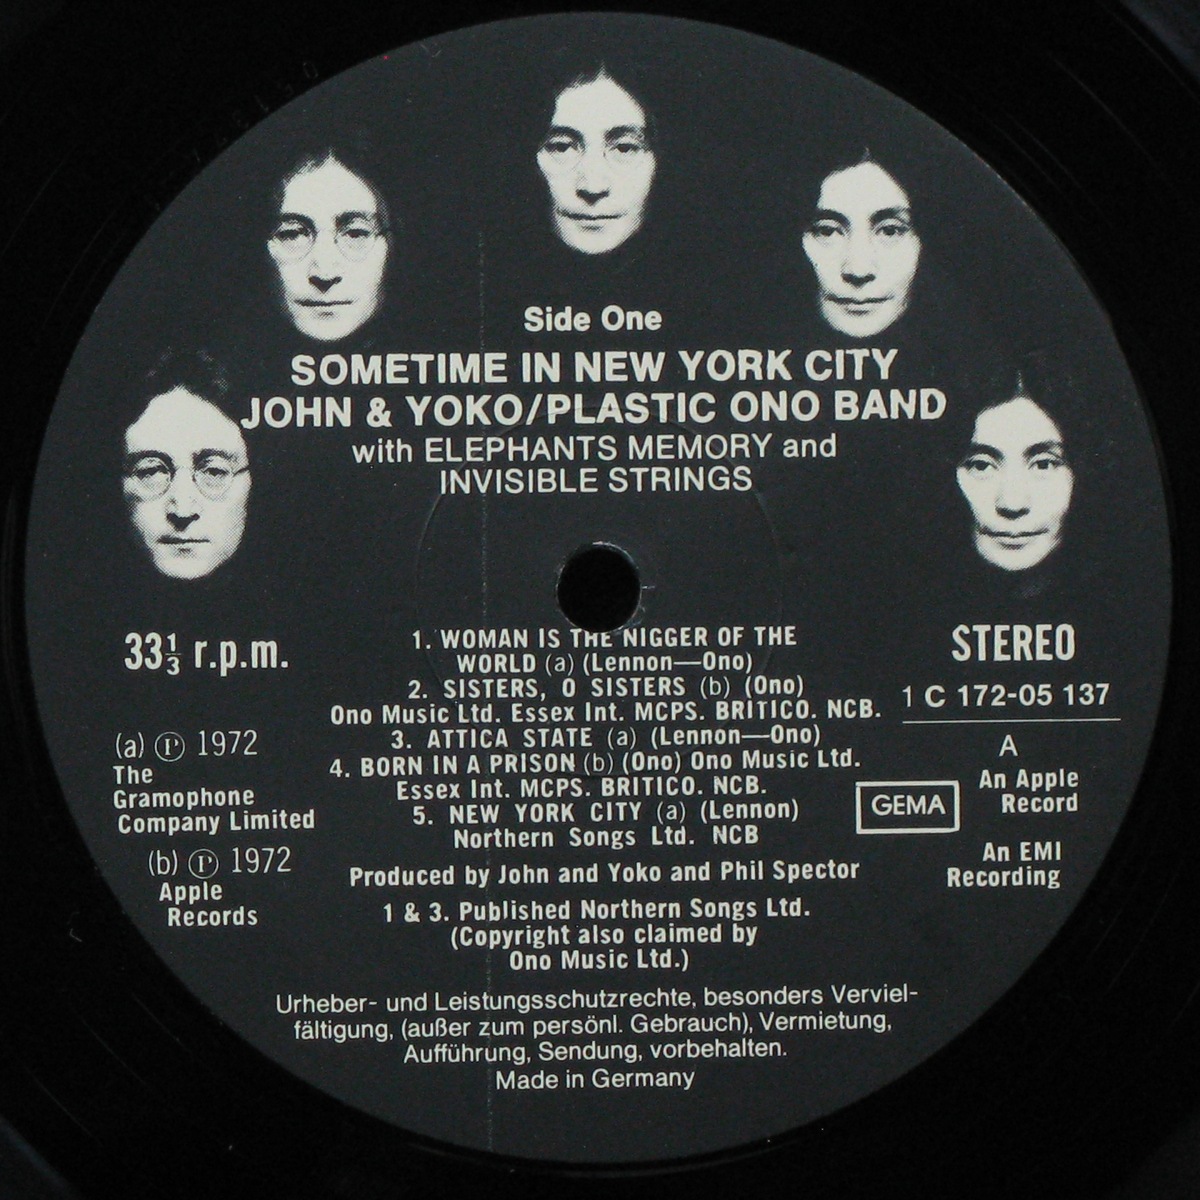 Side One
SOMETIME IN NEW YORK CITY
JOHN & YOKO/PLASTIC ONO BAND
with ELEPHANTS MEMORY and
INVISIBLE STRINGS
33⅓ r.p.m.
STEREO
1 C 172-05 137
A
An Apple
Record
An EMI
Recording
GEMA
1. WOMAN IS THE NIGGER OF THE
WORLD (a) (Lennon—Ono)
2. SISTERS, O SISTERS (b) (Ono)
Ono Music Ltd. Essex Int. MCPS. BRITICO. NCB.
3. ATTICA STATE (a) (Lennon—Ono)
4. BORN IN A PRISON (b) (Ono) Ono Music Ltd.
Essex Int. MCPS. BRITICO. NCB.
5. NEW YORK CITY (a) (Lennon)
Northern Songs Ltd. NCB
(a) ℗ 1972
The
Gramophone
Company Limited
(b) ℗ 1972
Apple
Records
Produced by John and Yoko and Phil Spector
1 & 3. Published Northern Songs Ltd.
(Copyright also claimed by
Ono Music Ltd.)
Urheber- und Leistungsschutzrechte, besonders Verviel-
fältigung, (außer zum persönl. Gebrauch), Vermietung,
Aufführung, Sendung, vorbehalten.
Made in Germany